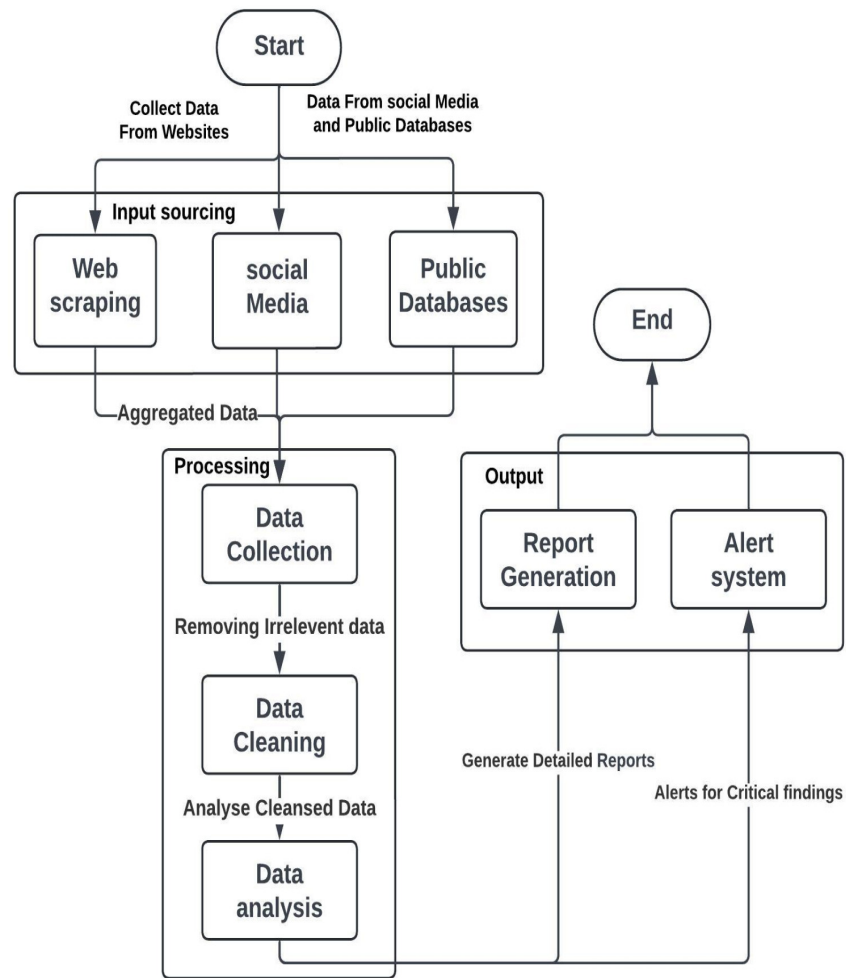 Start
Collect Data
From Websites
Data From social Media
and Public Databases
Input sourcing
Web
scraping
social
Media
Public
Databases
Aggregated Data
Processing
Data
Collection
Removing Irrelevent data
Data
Cleaning
Analyse Cleansed Data
Data
analysis
End
Output
Report
Generation
Alert
system
Generate Detailed Reports
Alerts for Critical findings